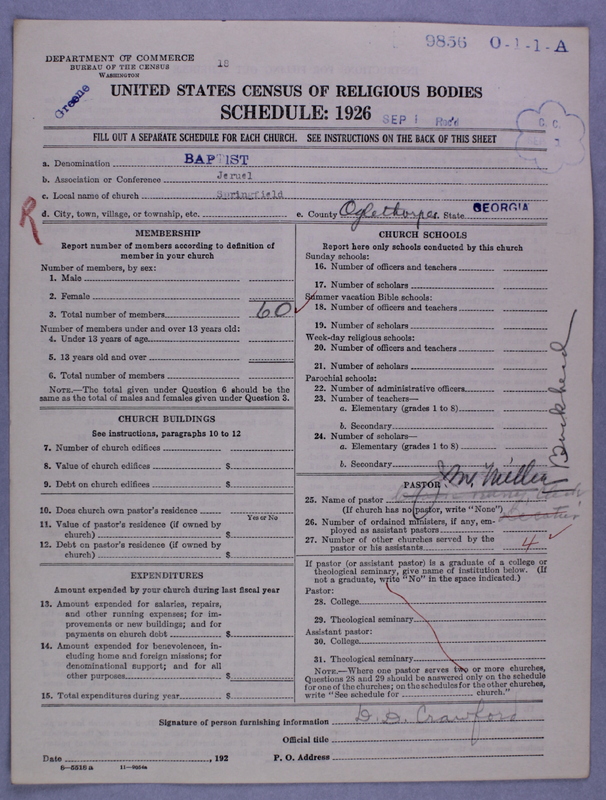 9856 0-1-1-A
DEPARTMENT OF COMMERCE
BUREAU OF THE CENSUS
WASHINGTON
18
Greene
UNITED STATES CENSUS OF RELIGIOUS BODIES
SCHEDULE: 1926
SEP 1 Rec'd
FILL OUT A SEPARATE SCHEDULE FOR EACH CHURCH. SEE INSTRUCTIONS ON THE BACK OF THIS SHEET
a. Denomination BAPTIST
b. Association or Conference Jeruel
c. Local name of church Springfield
d. City, town, village, or township, etc. e. County Oglethorpe State GEORGIA
R
MEMBERSHIP
Report number of members according to definition of
member in your church
Number of members, by sex:
1. Male
2. Female
3. Total number of members 60
Number of members under and over 13 years old:
4. Under 13 years of age
5. 13 years old and over
6. Total number of members
NOTE.—The total given under Question 6 should be the
same as the total of males and females given under Question 3.
CHURCH BUILDINGS
See instructions, paragraphs 10 to 12
7. Number of church edifices
8. Value of church edifices $
9. Debt on church edifices $
10. Does church own pastor's residence
Yes or No
11. Value of pastor's residence (if owned by
church) $
12. Debt on pastor's residence (if owned by
church) $
EXPENDITURES
Amount expended by your church during last fiscal year
13. Amount expended for salaries, repairs,
and other running expenses; for im-
provements or new buildings; and for
payments on church debt $
14. Amount expended for benevolences, in-
cluding home and foreign missions; for
denominational support; and for all
other purposes $
15. Total expenditures during year $
CHURCH SCHOOLS
Report here only schools conducted by this church
Sunday schools:
16. Number of officers and teachers
17. Number of scholars
Summer vacation Bible schools:
18. Number of officers and teachers
19. Number of scholars
Week-day religious schools:
20. Number of officers and teachers
21. Number of scholars
Parochial schools:
22. Number of administrative officers
23. Number of teachers—
a. Elementary (grades 1 to 8)
b. Secondary
24. Number of scholars—
a. Elementary (grades 1 to 8)
b. Secondary
Buckhead
PASTOR
M. Miller
25. Name of pastor
(If church has no pastor, write "None")
26. Number of ordained ministers, if any, em-
ployed as assistant pastors
27. Number of other churches served by the
pastor or his assistants 4
If pastor (or assistant pastor) is a graduate of a college or
theological seminary, give name of institution below. (If
not a graduate, write "No" in the space indicated.)
Pastor:
28. College
29. Theological seminary
Assistant pastor:
30. College
31. Theological seminary
NOTE.—Where one pastor serves two or more churches,
Questions 28 and 29 should be answered only on the schedule
for one of the churches; on the schedules for the other churches,
write "See schedule for church."
Signature of person furnishing information D. D. Crawford
Official title
Date , 192 P. O. Address
8—5516a 11—9054a